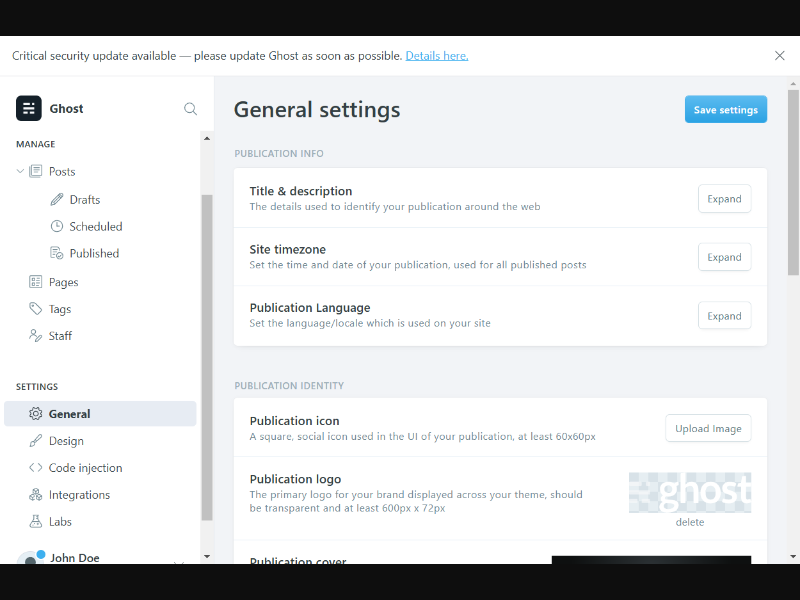 Critical security update available — please update Ghost as soon as possible. Details here.
Ghost
General settings
Save settings
MANAGE
Posts
Drafts
Scheduled
Published
Pages
Tags
Staff
SETTINGS
General
Design
Code injection
Integrations
Labs
John Doe
PUBLICATION INFO
Title & description
The details used to identify your publication around the web
Expand
Site timezone
Set the time and date of your publication, used for all published posts
Expand
Publication Language
Set the language/locale which is used on your site
Expand
PUBLICATION IDENTITY
Publication icon
A square, social icon used in the UI of your publication, at least 60x60px
Upload Image
Publication logo
The primary logo for your brand displayed across your theme, should
be transparent and at least 600px x 72px
ghost
delete
Publication cover